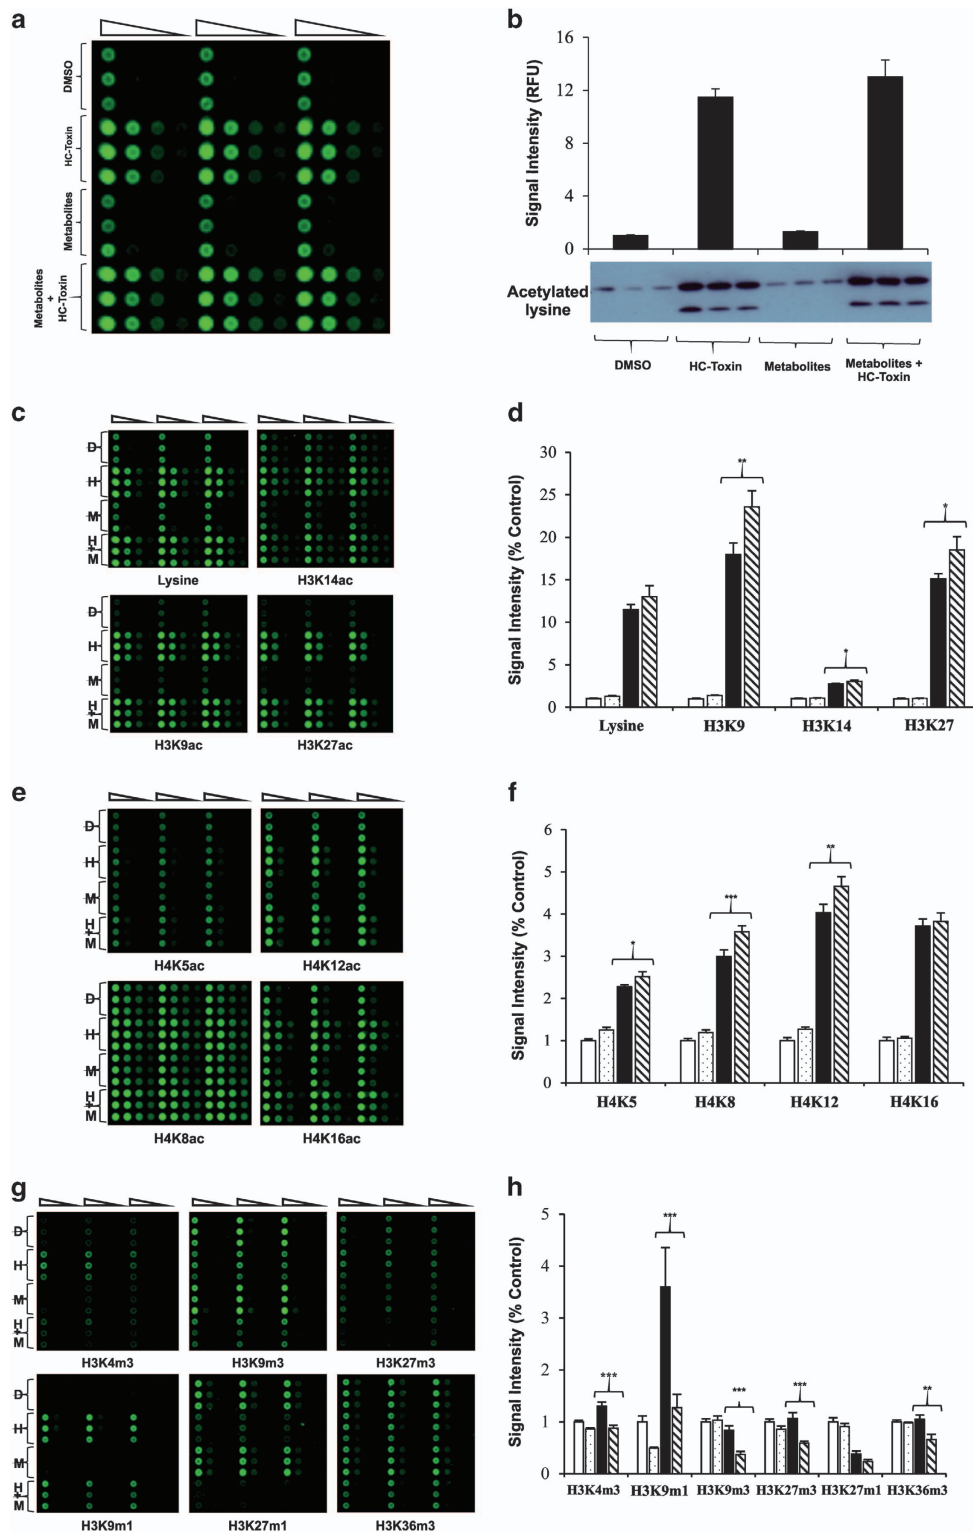 a
DMSO
HC-Toxin
Metabolites
Metabolites
+
HC-Toxin
b
Signal Intensity (RFU)
16
12
8
4
0
Acetylated
lysine
DMSO
HC-Toxin
Metabolites
Metabolites +
HC-Toxin
c
D
H
M
H
+
M
Lysine
H3K14ac
D
H
M
H
+
M
H3K9ac
H3K27ac
d
Signal Intensity (% Control)
30
25
20
15
10
5
0
**
*
*
Lysine
H3K9
H3K14
H3K27
e
D
H
M
H
+
M
H4K5ac
H4K12ac
D
H
M
H
+
M
H4K8ac
H4K16ac
f
Signal Intensity (% Control)
6
5
4
3
2
1
0
*
***
**
H4K5
H4K8
H4K12
H4K16
g
D
H
M
H
+
M
H3K4m3
H3K9m3
H3K27m3
D
H
M
H
+
M
H3K9m1
H3K27m1
H3K36m3
h
Signal Intensity (% Control)
5
4
3
2
1
0
***
***
***
***
**
H3K4m3
H3K9m1
H3K9m3
H3K27m3
H3K27m1
H3K36m3